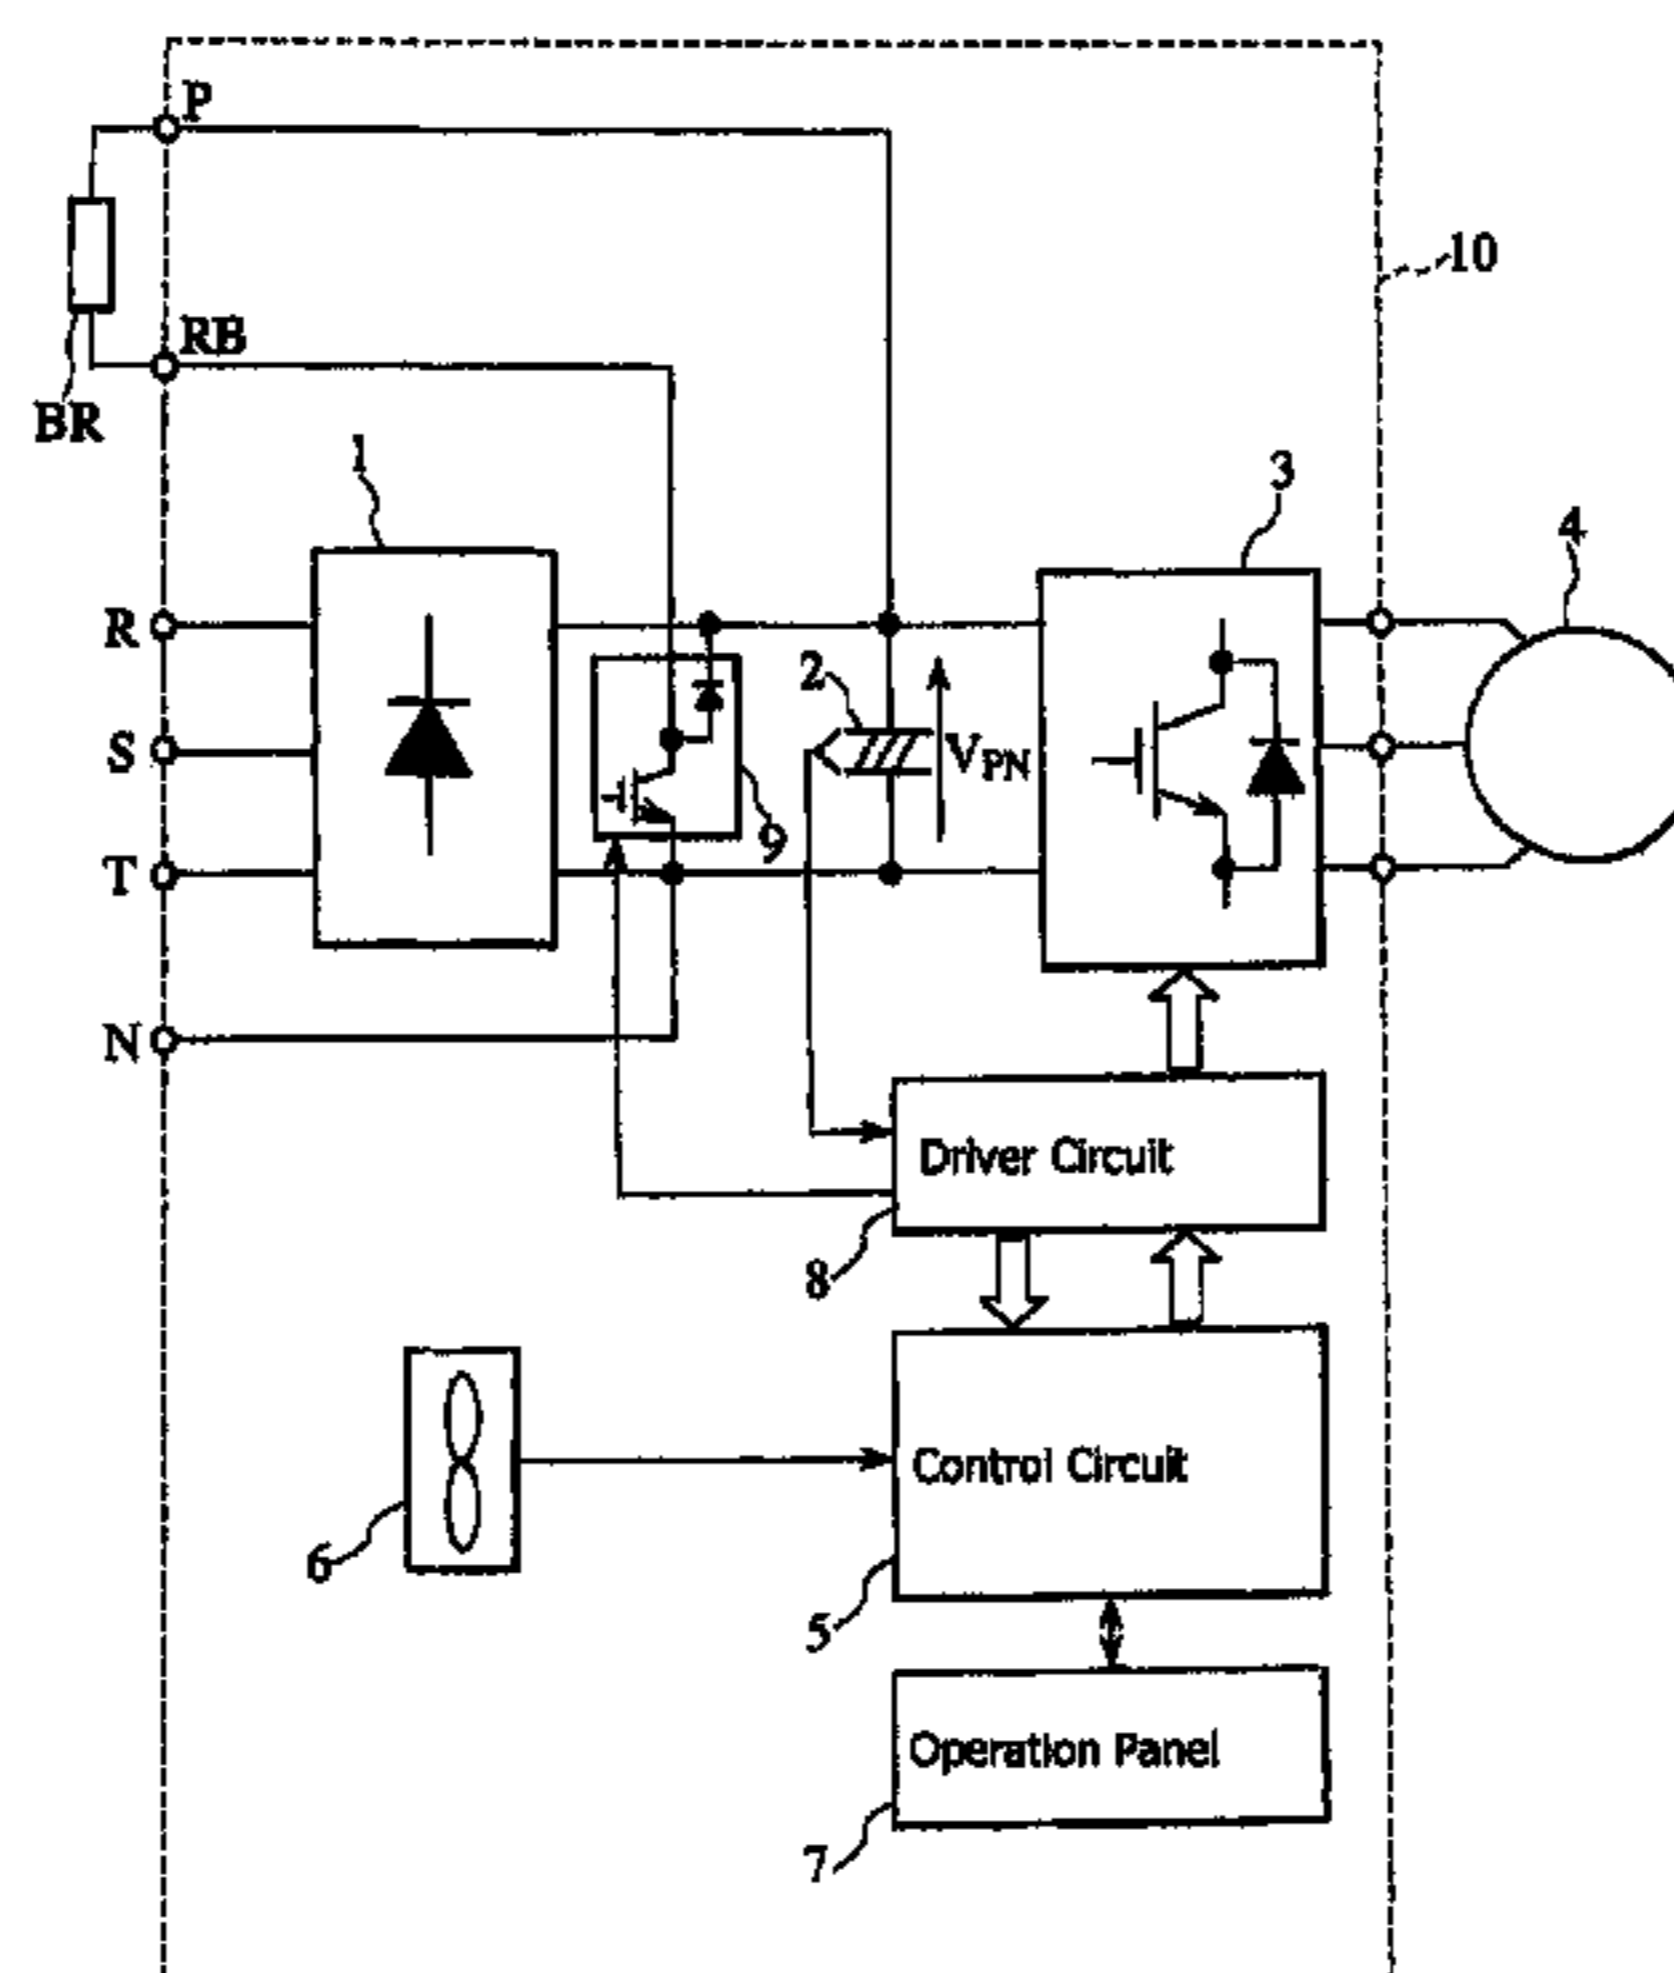 P
10
RB
BR
1
3
4
R
2
S
VPN
9
T
N
Driver Circuit
8
Control Circuit
6
5
Operation Panel
7